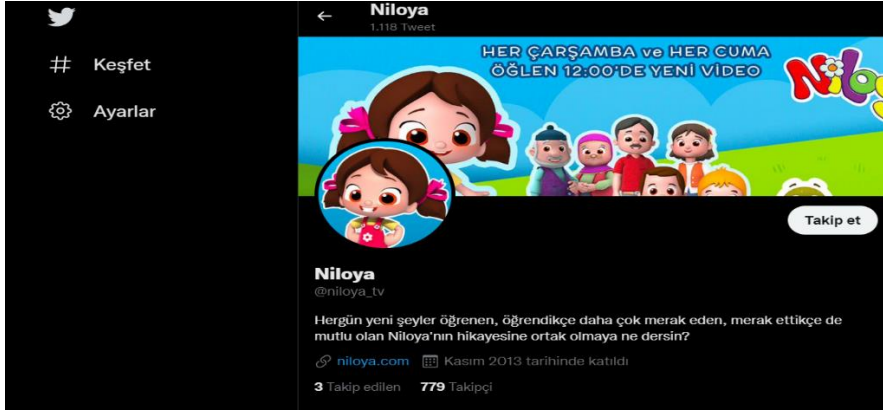 Niloya
1.118 Tweet
Keşfet
Ayarlar
HER ÇARŞAMBA ve HER CUMA
ÖĞLEN 12:00'DE YENİ VİDEO
Takip et
Niloya
@niloya_tv
Hergün yeni şeyler öğrenen, öğrendikçe daha çok merak eden, merak ettikçe de
mutlu olan Niloya'nın hikayesine ortak olmaya ne dersin?
niloya.com Kasım 2013 tarihinde katıldı
3 Takip edilen 779 Takipçi